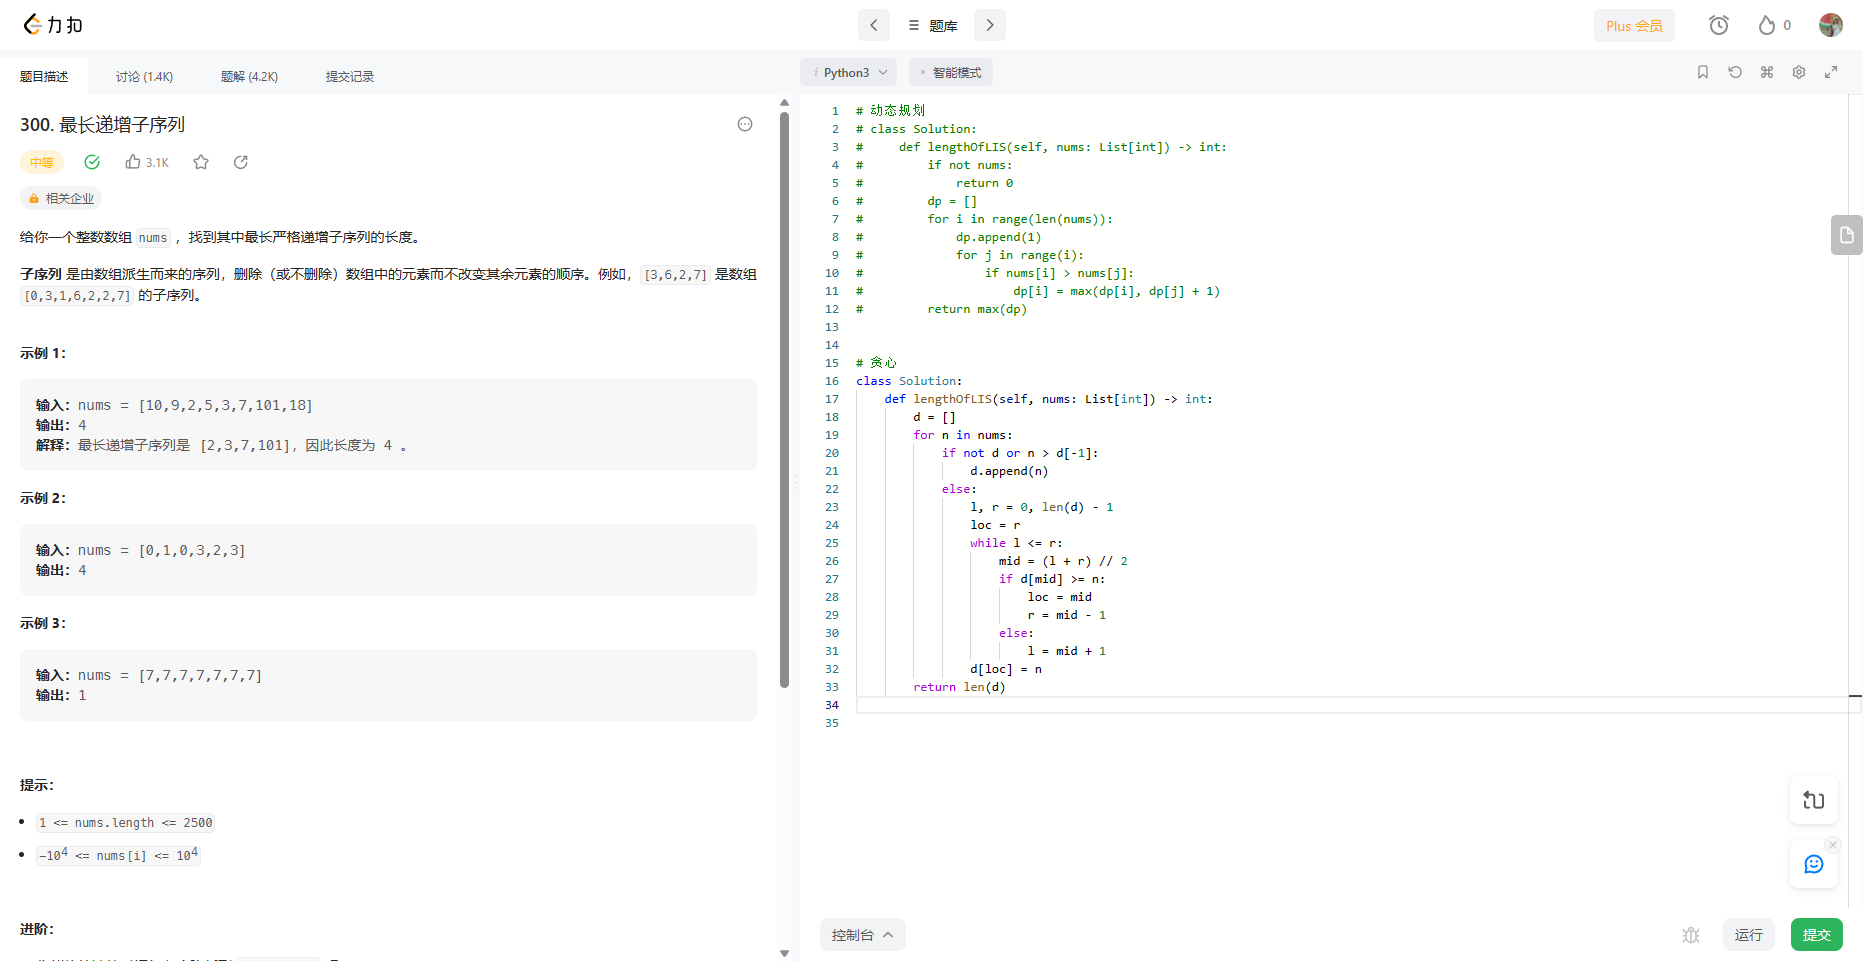 力扣
题库
Plus 会员
0
题目描述
讨论 (1.4K)
题解 (4.2K)
提交记录
300. 最长递增子序列
中等
3.1K
相关企业
给你一个整数数组 nums ，找到其中最长严格递增子序列的长度。
子序列 是由数组派生而来的序列，删除（或不删除）数组中的元素而不改变其余元素的顺序。例如，[3,6,2,7] 是数组
[0,3,1,6,2,2,7] 的子序列。
示例 1：
输入：nums = [10,9,2,5,3,7,101,18]
输出：4
解释：最长递增子序列是 [2,3,7,101]，因此长度为 4 。
示例 2：
输入：nums = [0,1,0,3,2,3]
输出：4
示例 3：
输入：nums = [7,7,7,7,7,7,7]
输出：1
提示：
1 <= nums.length <= 2500
-10⁴ <= nums[i] <= 10⁴
进阶：
i Python3
智能模式
1 # 动态规划
2 # class Solution:
3 #     def lengthOfLIS(self, nums: List[int]) -> int:
4 #         if not nums:
5 #             return 0
6 #         dp = []
7 #         for i in range(len(nums)):
8 #             dp.append(1)
9 #             for j in range(i):
10 #                 if nums[i] > nums[j]:
11 #                     dp[i] = max(dp[i], dp[j] + 1)
12 #         return max(dp)
13
14
15 # 贪心
16 class Solution:
17     def lengthOfLIS(self, nums: List[int]) -> int:
18         d = []
19         for n in nums:
20             if not d or n > d[-1]:
21                 d.append(n)
22             else:
23                 l, r = 0, len(d) - 1
24                 loc = r
25                 while l <= r:
26                     mid = (l + r) // 2
27                     if d[mid] >= n:
28                         loc = mid
29                         r = mid - 1
30                     else:
31                         l = mid + 1
32                 d[loc] = n
33         return len(d)
34
35
控制台
运行
提交